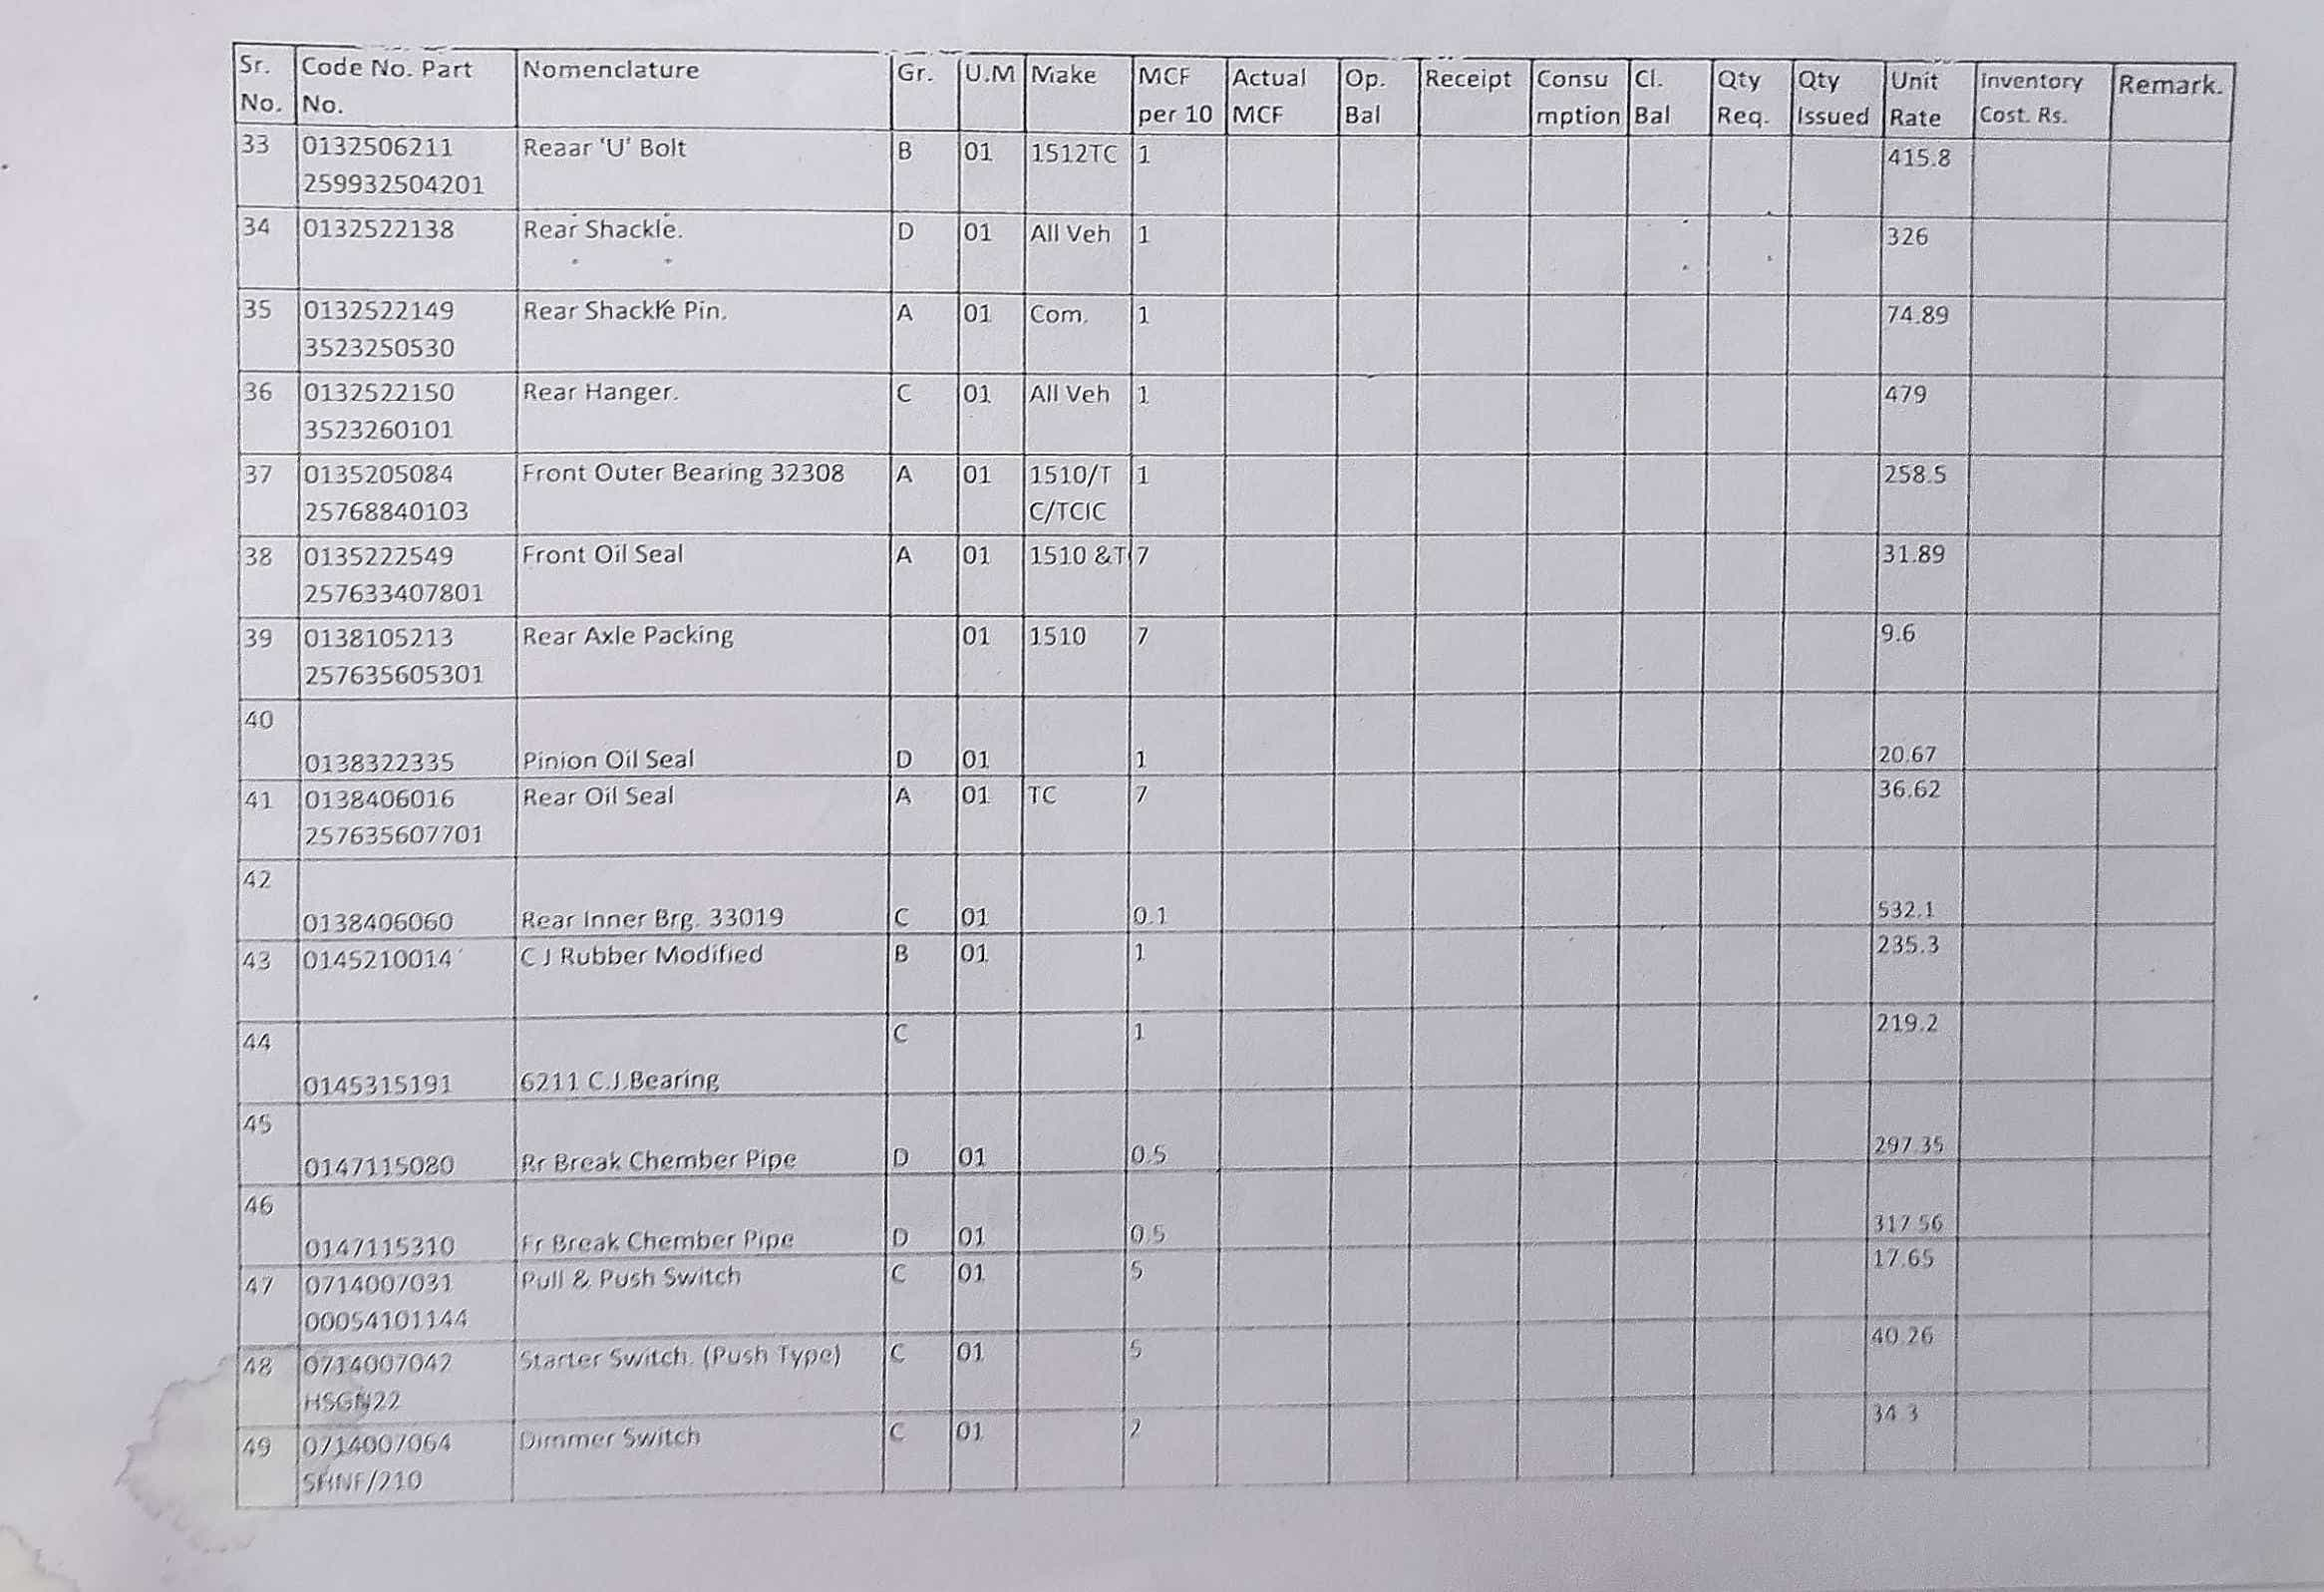 Sr. No. | Code No. Part No. | Nomenclature | Gr. | U.M | Make | MCF per 10 | Actual MCF | Op. Bal | Receipt | Consu mption | Cl. Bal | Qty Req. | Qty Issued | Unit Rate | Inventory Cost. Rs. | Remark.
33 0132506211 Reaar 'U' Bolt B 01 1512TC 1 415.8
259932504201
34 0132522138 Rear Shackle. D 01 All Veh 1 326
35 0132522149 Rear Shackle Pin. A 01 Com. 1 74.89
3523250530
36 0132522150 Rear Hanger. C 01 All Veh 1 479
3523260101
37 0135205084 Front Outer Bearing 32308 A 01 1510/T 1 258.5
25768840103 C/TCIC
38 0135222549 Front Oil Seal A 01 1510 &T 7 31.89
257633407801
39 0138105213 Rear Axle Packing 01 1510 7 9.6
257635605301
40
0138322335 Pinion Oil Seal D 01 1 20.67
41 0138406016 Rear Oil Seal A 01 TC 7 36.62
257635607701
42
0138406060 Rear Inner Brg. 33019 C 01 0.1 532.1
43 0145210014 C J Rubber Modified B 01 1 235.3
44 C 1 219.2
0145315191 6211 C.J.Bearing
45
0147115080 Rr Break Chember Pipe D 01 0.5 297.35
46
0147115310 Fr Break Chember Pipe D 01 0.5 317.56
47 0714007031 Pull & Push Switch C 01 5 17.65
00054101144
48 0714007042 Starter Switch. (Push Type) C 01 5 40.26
HSGN22
49 0714007064 Dimmer Switch C 01 2 34.3
SHNF/210